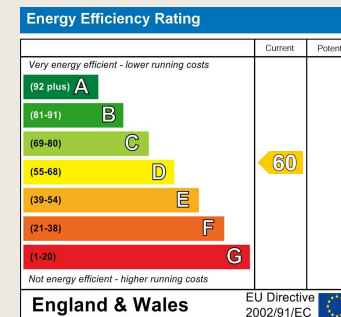 Energy Efficiency Rating
Current Potent
Very energy efficient - lower running costs
(92 plus) A
(81-91) B
(69-80) C
(55-68) D
60
(39-54) E
(21-38) F
(1-20) G
Not energy efficient - higher running costs
England & Wales
EU Directive
2002/91/EC